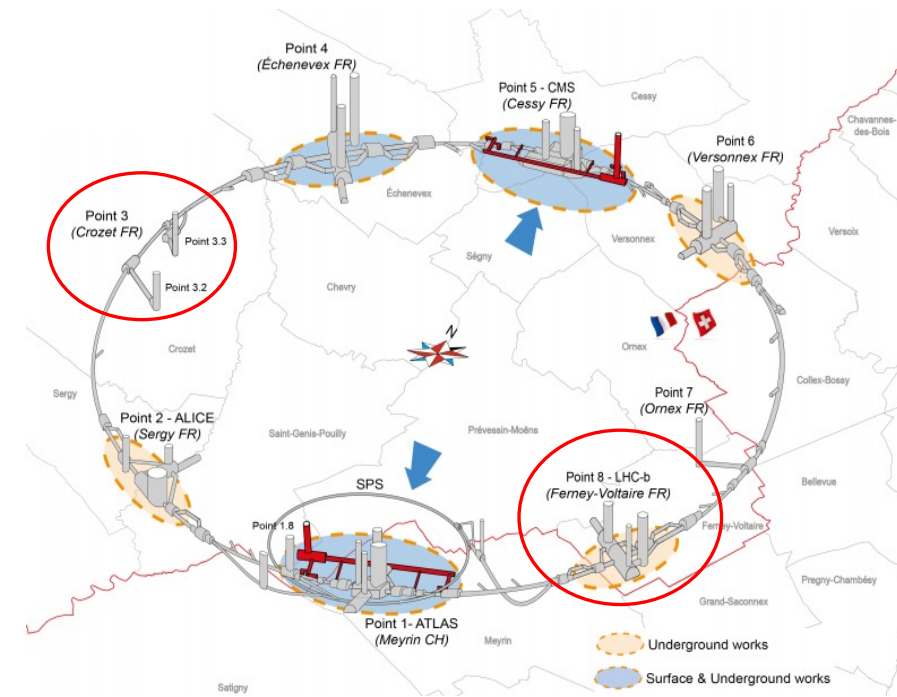 Point 4
(Échenevex FR)
Point 5 - CMS
(Cessy FR)
Cessy
Chavannes-
des-Bois
Point 6
(Versonnex FR)
Échenevex
Point 3
(Crozet FR)
Point 3.3
Point 3.2
Versonnex
Versoix
Ségny
Chevry
N
Crozet
Ornex
Sergy
Collex-Bossy
Point 7
(Ornex FR)
Point 2 - ALICE
(Sergy FR)
Saint-Genis-Pouilly
Prévessin-Moëns
Point 8 - LHC-b
(Ferney-Voltaire FR)
SPS
Bellevue
Point 1.8
Ferney-Voltaire
Pregny-Chambésy
Grand-Saconnex
Point 1- ATLAS
(Meyrin CH)
Meyrin
Underground works
Satigny
Surface & Underground works